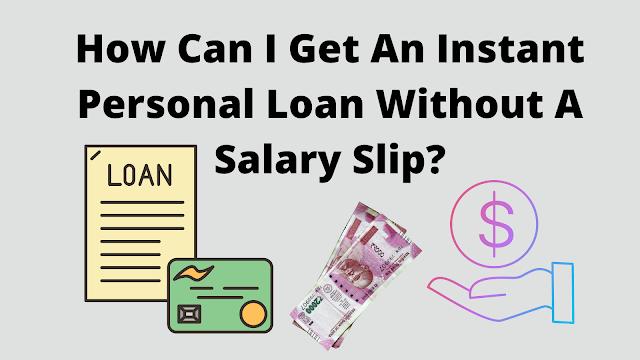 How Can I Get An Instant
Personal Loan Without A
Salary Slip?
LOAN
$